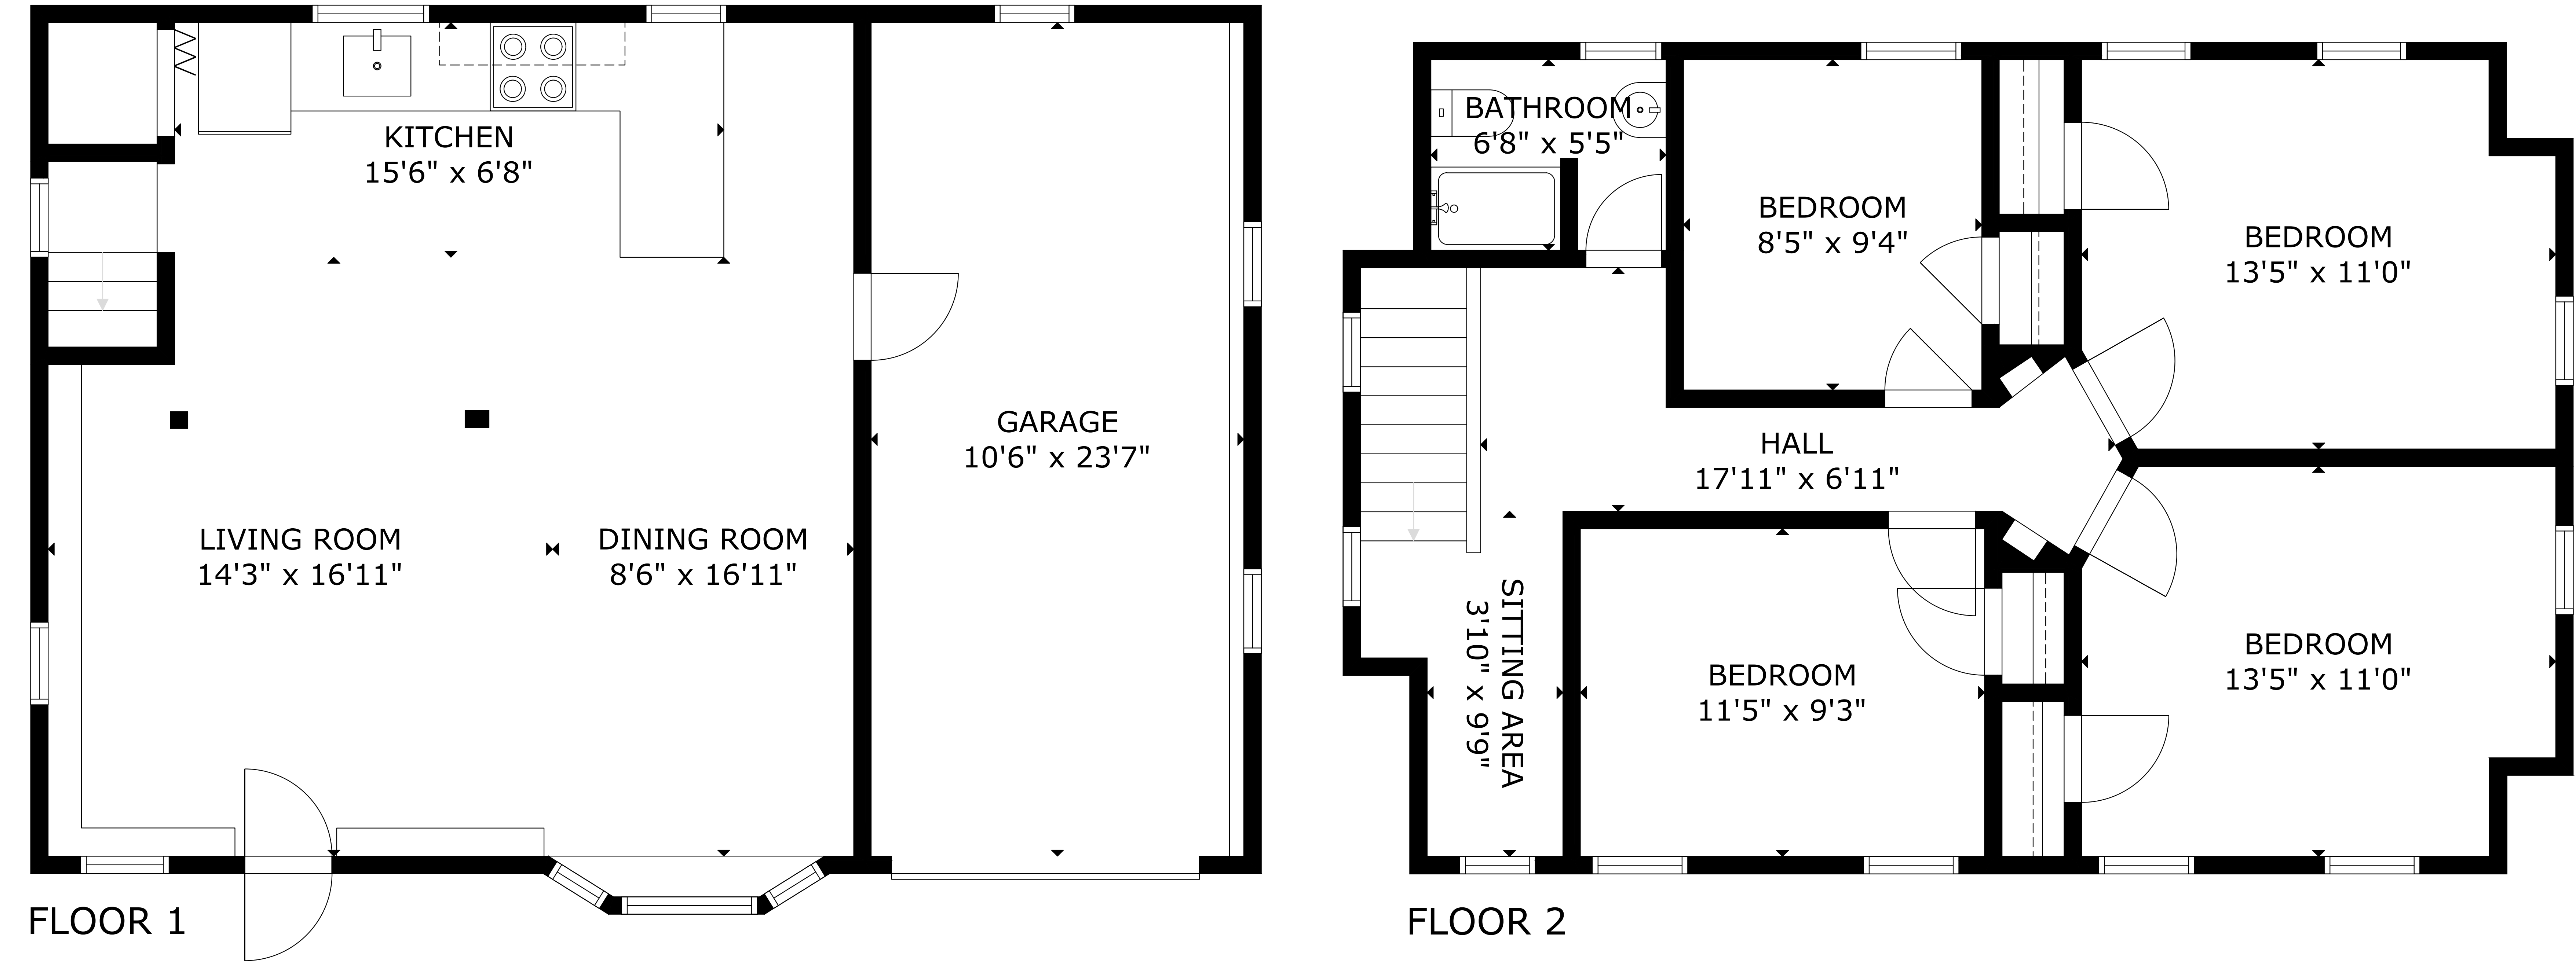 KITCHEN
15'6" x 6'8"
GARAGE
10'6" x 23'7"
LIVING ROOM
14'3" x 16'11"
DINING ROOM
8'6" x 16'11"
FLOOR 1
BATHROOM
6'8" x 5'5"
BEDROOM
8'5" x 9'4"
BEDROOM
13'5" x 11'0"
HALL
17'11" x 6'11"
SITTING AREA
3'10" x 9'9"
BEDROOM
11'5" x 9'3"
BEDROOM
13'5" x 11'0"
FLOOR 2